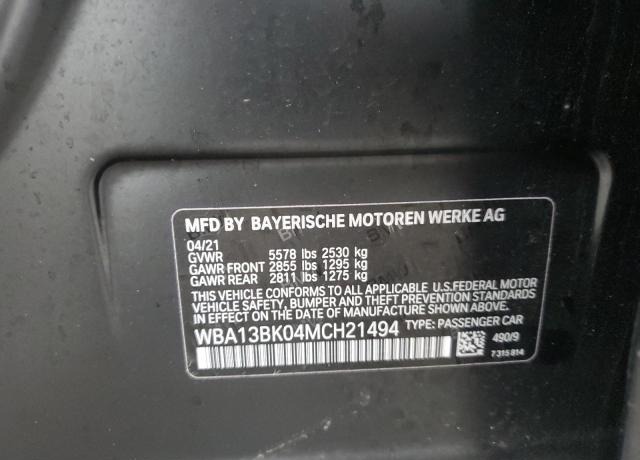 MFD BY BAYERISCHE MOTOREN WERKE AG
04/21
GVWR 5578 lbs 2530 kg
GAWR FRONT 2855 lbs 1295 kg
GAWR REAR 2811 lbs 1275 kg
THIS VEHICLE CONFORMS TO ALL APPLICABLE U.S.FEDERAL MOTOR
VEHICLE SAFETY, BUMPER AND THEFT PREVENTION STANDARDS
IN EFFECT ON THE DATE OF MANUFACTURE SHOWN ABOVE.
WBA13BK04MCH21494 TYPE: PASSENGER CAR
490/9
7315814